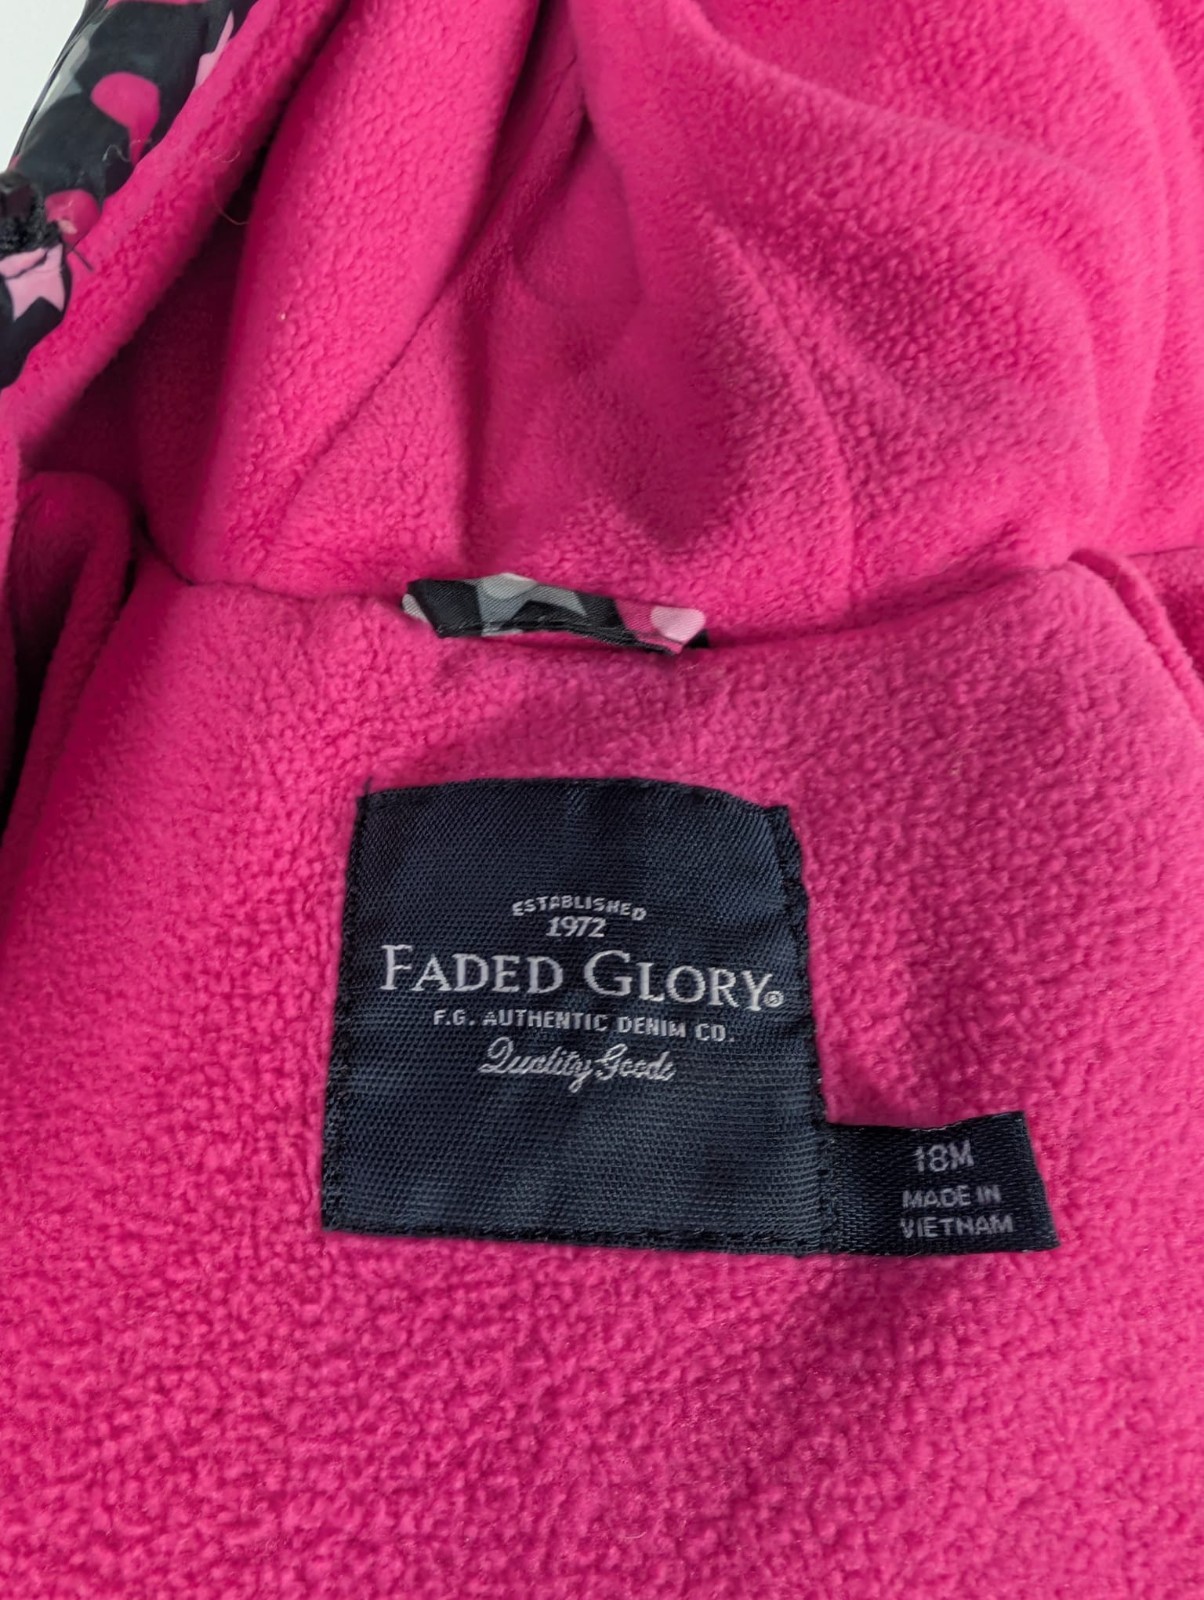 ESTABLISHED
1972
FADED GLORY®
F.G. AUTHENTIC DENIM CO.
Quality Goods
18M
MADE IN
VIETNAM